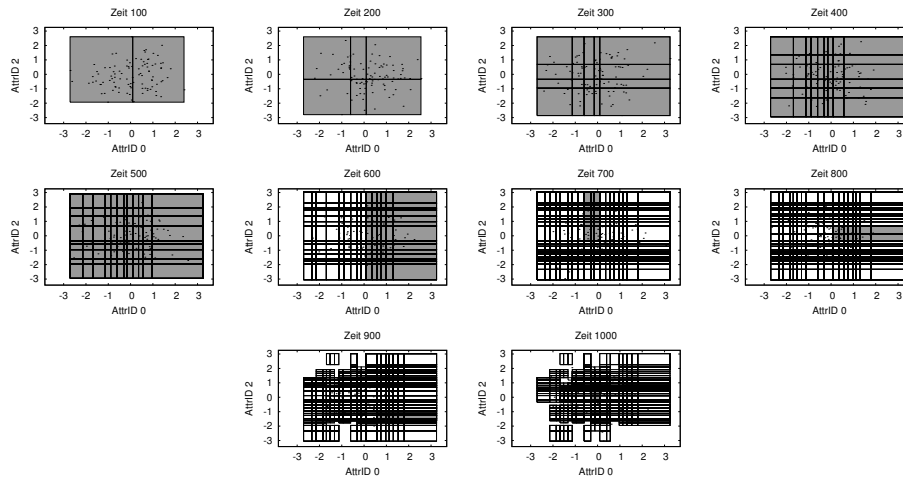 Zeit 100
AttrID 2
3
2
1
0
-1
-2
-3
-3 -2 -1 0 1 2 3
AttrID 0
Zeit 200
AttrID 2
3
2
1
0
-1
-2
-3
-3 -2 -1 0 1 2 3
AttrID 0
Zeit 300
AttrID 2
3
2
1
0
-1
-2
-3
-3 -2 -1 0 1 2 3
AttrID 0
Zeit 400
AttrID 2
3
2
1
0
-1
-2
-3
-3 -2 -1 0 1 2 3
AttrID 0
Zeit 500
AttrID 2
3
2
1
0
-1
-2
-3
-3 -2 -1 0 1 2 3
AttrID 0
Zeit 600
AttrID 2
3
2
1
0
-1
-2
-3
-3 -2 -1 0 1 2 3
AttrID 0
Zeit 700
AttrID 2
3
2
1
0
-1
-2
-3
-3 -2 -1 0 1 2 3
AttrID 0
Zeit 800
AttrID 2
3
2
1
0
-1
-2
-3
-3 -2 -1 0 1 2 3
AttrID 0
Zeit 900
AttrID 2
3
2
1
0
-1
-2
-3
-3 -2 -1 0 1 2 3
AttrID 0
Zeit 1000
AttrID 2
3
2
1
0
-1
-2
-3
-3 -2 -1 0 1 2 3
AttrID 0